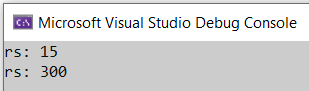 C:\ Microsoft Visual Studio Debug Console
rs: 15
rs: 300